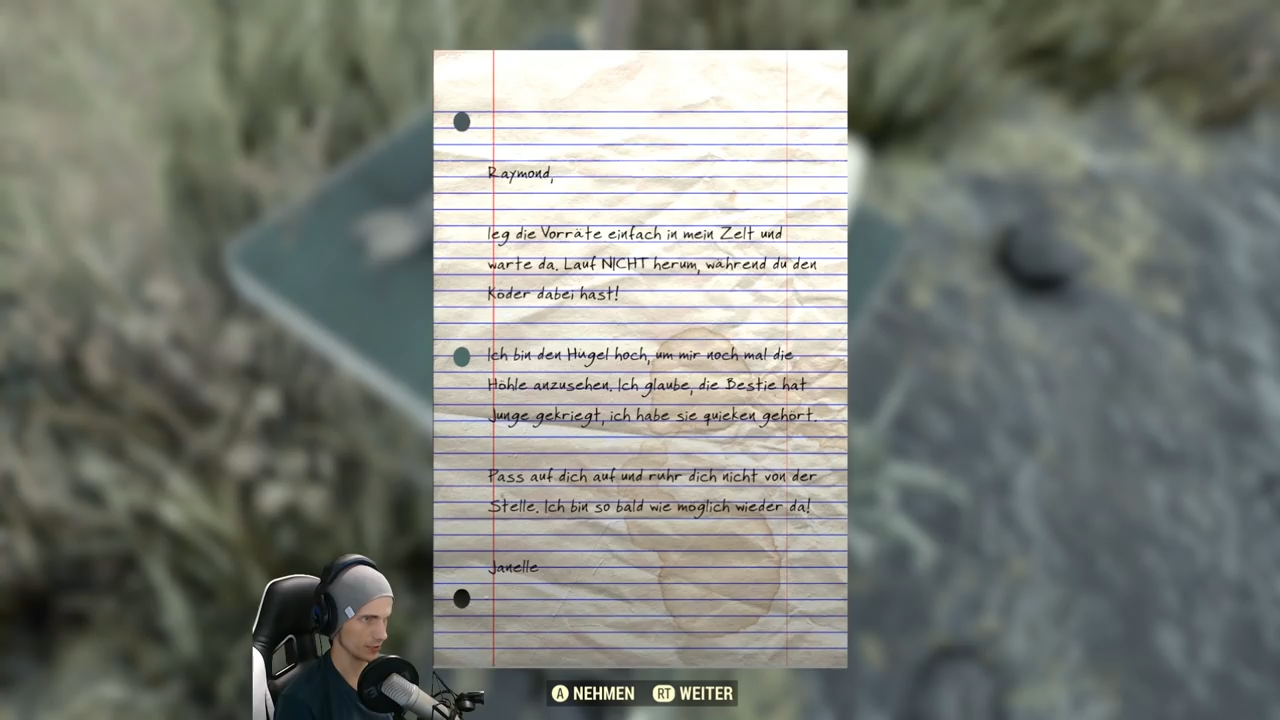 Raymond,
leg die Vorräte einfach in mein Zelt und
warte da. Lauf NICHT herum, während du den
Köder dabei hast!
Ich bin den Hügel hoch, um mir noch mal die
Höhle anzusehen. Ich glaube, die Bestie hat
Junge gekriegt, ich habe sie quieken gehört.
Pass auf dich auf und rühr dich nicht von der
Stelle. Ich bin so bald wie möglich wieder da!
Janelle
A NEHMEN RT WEITER